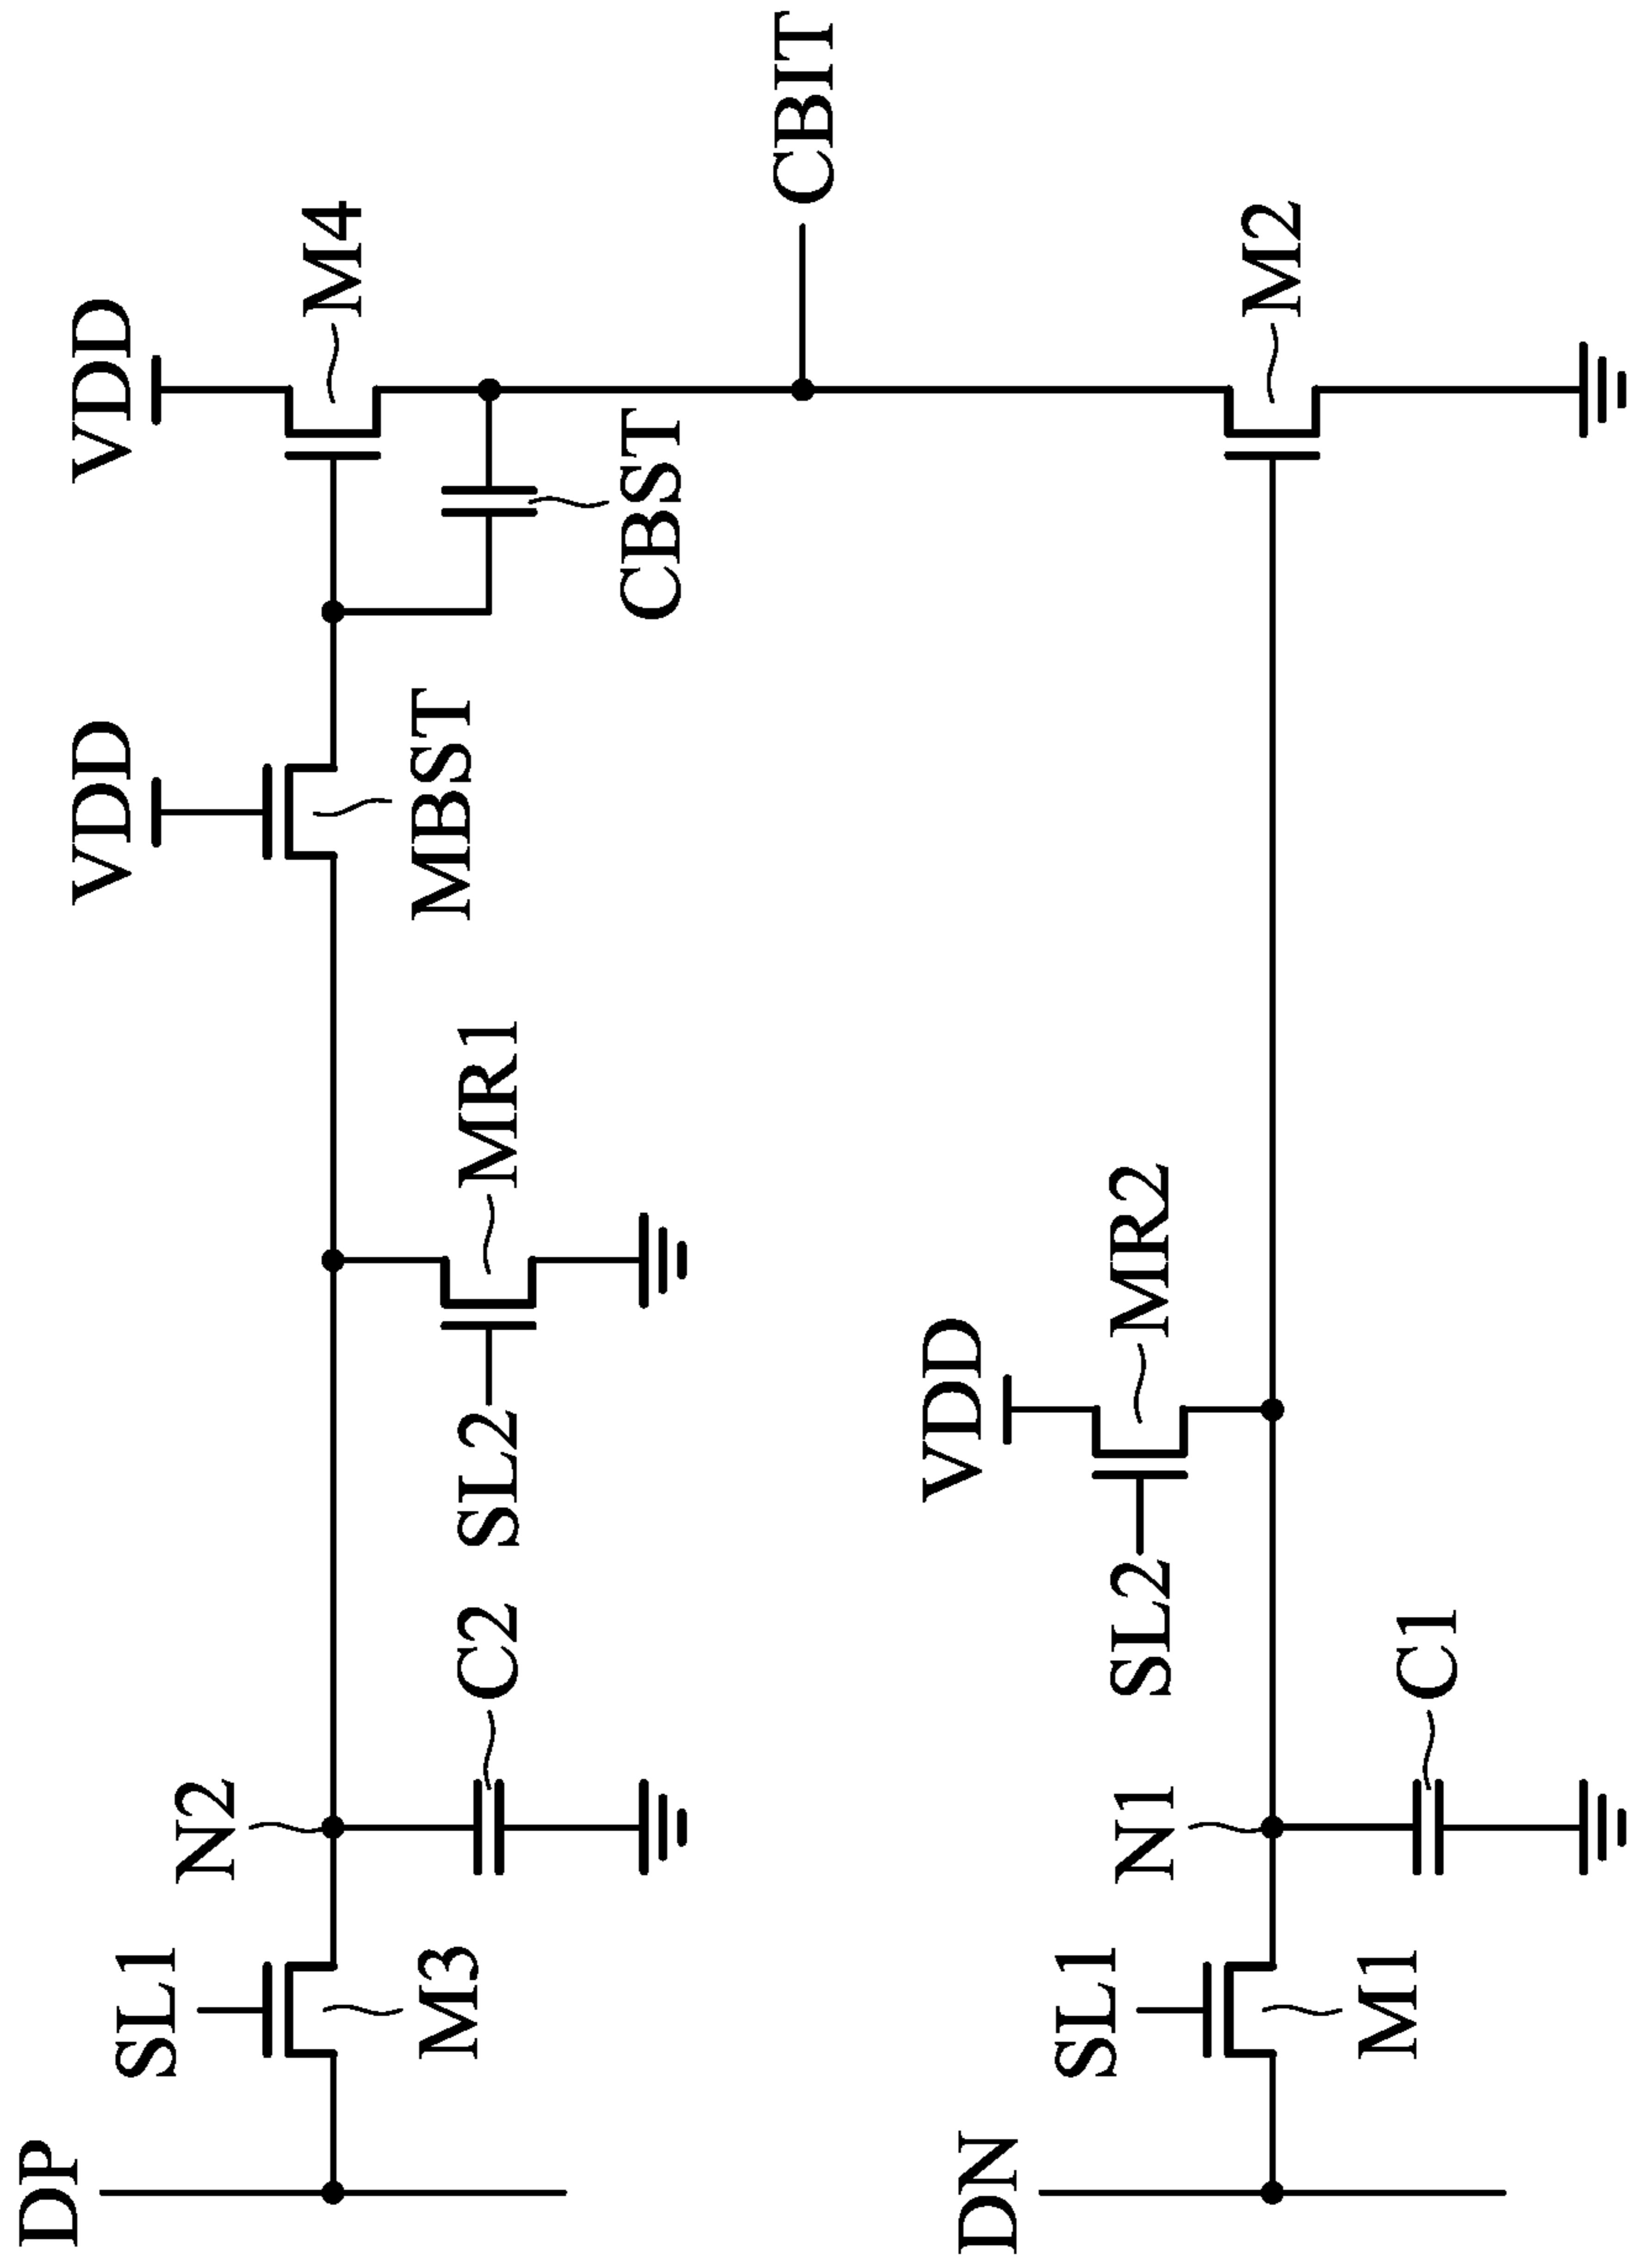 DP
VDD
VDD
SL1
N2
M4
M3
MBST
C2
SL2
MR1
CBST
CBIT
VDD
DN
SL1
N1
SL2
MR2
M2
M1
C1